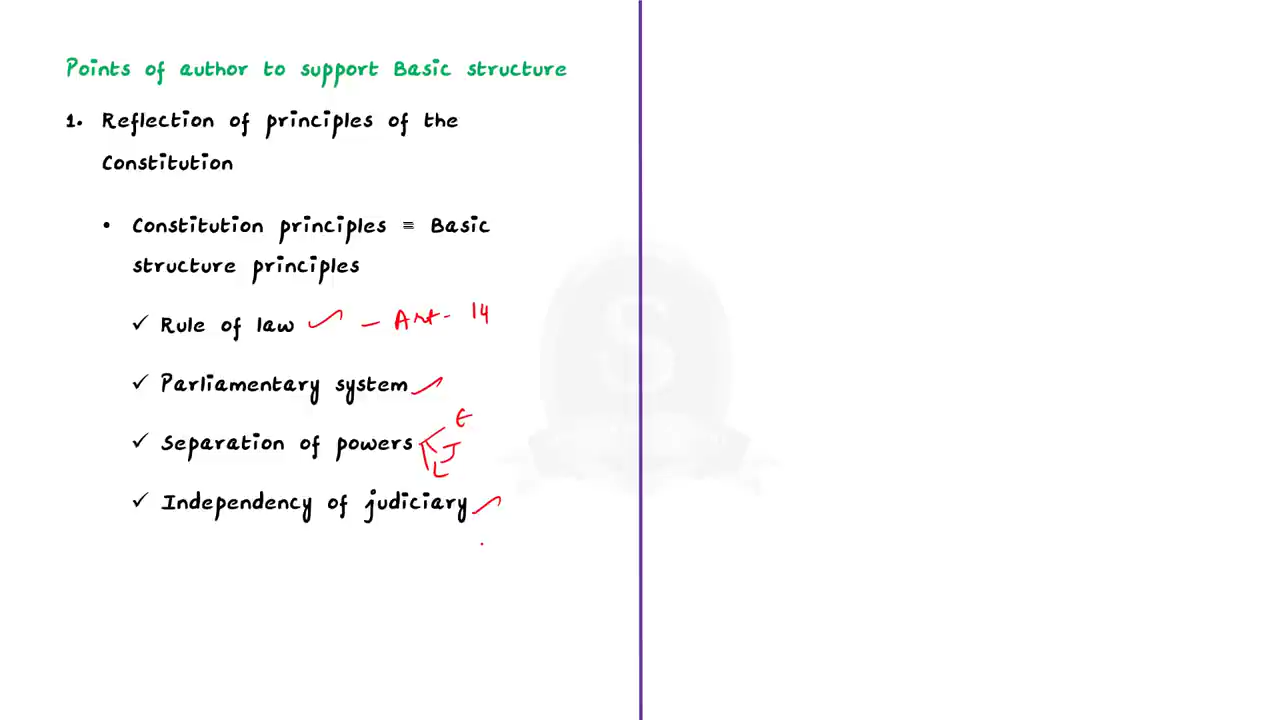 Points of author to support Basic structure
1. Reflection of principles of the
Constitution
• Constitution principles ≡ Basic
structure principles
✓ Rule of law — Art- 14
✓ Parliamentary system
✓ Separation of powers E
J
L
✓ Independency of judiciary
S